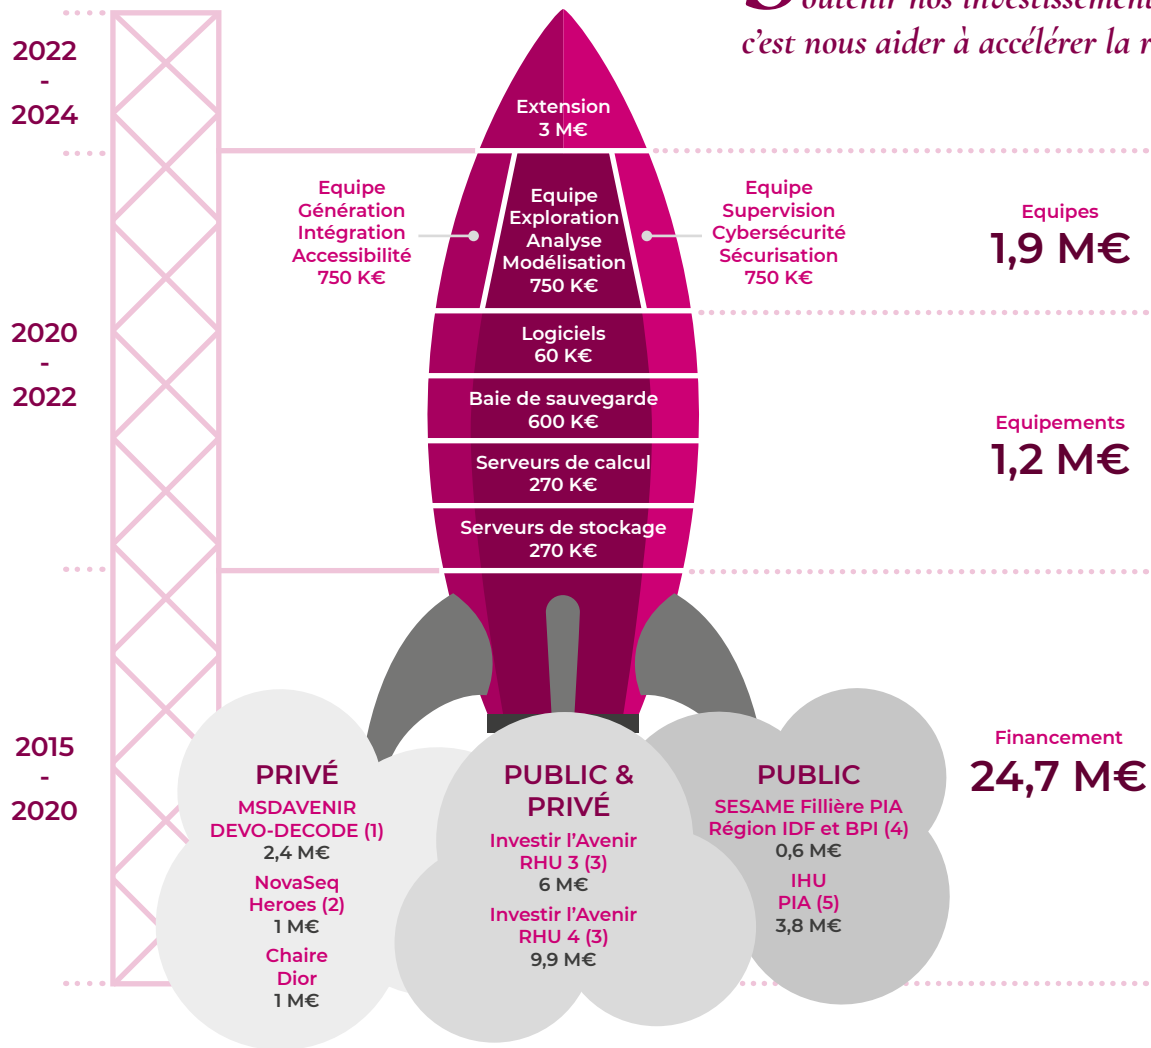 outenir nos investissement
c’est nous aider à accélérer la r
2022
-
2024
Extension
3 M€
Equipe
Génération
Intégration
Accessibilité
750 K€
Equipe
Exploration
Analyse
Modélisation
750 K€
Equipe
Supervision
Cybersécurité
Sécurisation
750 K€
Equipes
1,9 M€
2020
-
2022
Logiciels
60 K€
Baie de sauvegarde
600 K€
Serveurs de calcul
270 K€
Serveurs de stockage
270 K€
Equipements
1,2 M€
2015
-
2020
PRIVÉ
MSDAVENIR
DEVO-DECODE (1)
2,4 M€
NovaSeq
Heroes (2)
1 M€
Chaire
Dior
1 M€
PUBLIC &
PRIVÉ
Investir l’Avenir
RHU 3 (3)
6 M€
Investir l’Avenir
RHU 4 (3)
9,9 M€
PUBLIC
SESAME Fillière PIA
Région IDF et BPI (4)
0,6 M€
IHU
PIA (5)
3,8 M€
Financement
24,7 M€